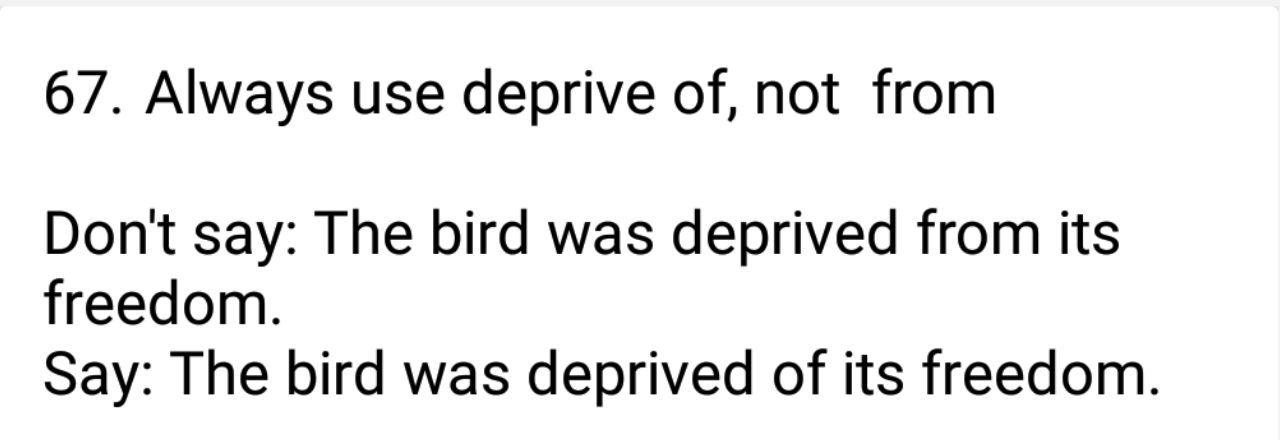 67. Always use deprive of, not  from
Don't say: The bird was deprived from its
freedom.
Say: The bird was deprived of its freedom.